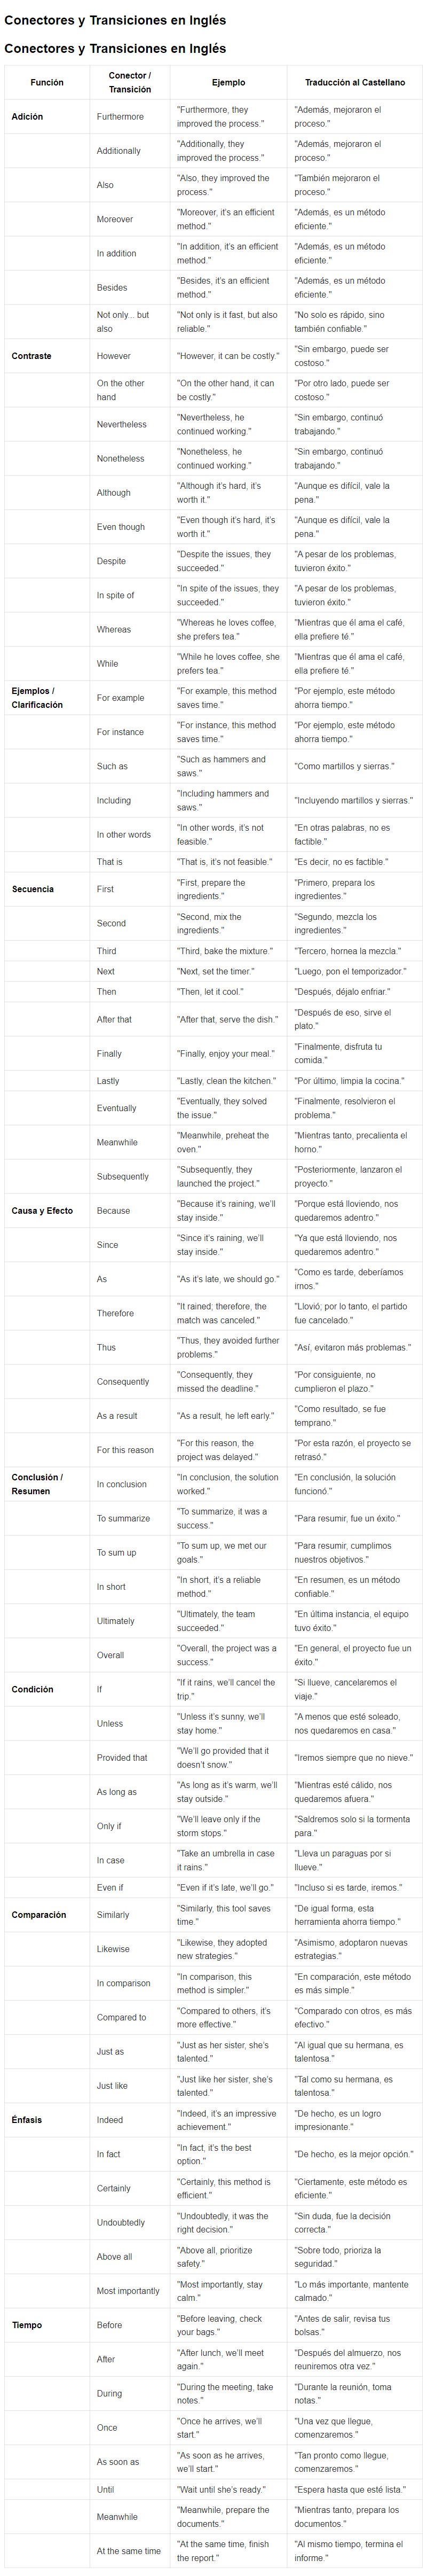 Conectores y Transiciones en Inglés
Conectores y Transiciones en Inglés
Función
Conector /
Transición
Ejemplo
Traducción al Castellano
Adición
Furthermore
"Furthermore, they
improved the process."
"Además, mejoraron el
proceso."
Additionally
"Additionally, they
improved the process."
"Además, mejoraron el
proceso."
Also
"Also, they improved the
process."
"También mejoraron el
proceso."
Moreover
"Moreover, it's an efficient
method."
"Además, es un método
eficiente."
In addition
"In addition, it's an efficient
method."
"Además, es un método
eficiente."
Besides
"Besides, it's an efficient
method."
"Además, es un método
eficiente."
Not only... but
also
"Not only is it fast, but also
reliable."
"No solo es rápido, sino
también confiable."
Contraste
However
"However, it can be costly."
"Sin embargo, puede ser
costoso."
On the other
hand
"On the other hand, it can
be costly."
"Por otro lado, puede ser
costoso."
Nevertheless
"Nevertheless, he
continued working."
"Sin embargo, continuó
trabajando."
Nonetheless
"Nonetheless, he
continued working."
"Sin embargo, continuó
trabajando."
Although
"Although it's hard, it's
worth it."
"Aunque es difícil, vale la
pena."
Even though
"Even though it's hard, it's
worth it."
"Aunque es difícil, vale la
pena."
Despite
"Despite the issues, they
succeeded."
"A pesar de los problemas,
tuvieron éxito."
In spite of
"In spite of the issues, they
succeeded."
"A pesar de los problemas,
tuvieron éxito."
Whereas
"Whereas he loves coffee,
she prefers tea."
"Mientras que él ama el café,
ella prefiere té."
While
"While he loves coffee, she
prefers tea."
"Mientras que él ama el café,
ella prefiere té."
Ejemplos /
Clarificación
For example
"For example, this method
saves time."
"Por ejemplo, este método
ahorra tiempo."
For instance
"For instance, this method
saves time."
"Por ejemplo, este método
ahorra tiempo."
Such as
"Such as hammers and
saws."
"Como martillos y sierras."
Including
"Including hammers and
saws."
"Incluyendo martillos y sierras."
In other words
"In other words, it's not
feasible."
"En otras palabras, no es
factible."
That is
"That is, it's not feasible."
"Es decir, no es factible."
Secuencia
First
"First, prepare the
ingredients."
"Primero, prepara los
ingredientes."
Second
"Second, mix the
ingredients."
"Segundo, mezcla los
ingredientes."
Third
"Third, bake the mixture."
"Tercero, hornea la mezcla."
Next
"Next, set the timer."
"Luego, pon el temporizador."
Then
"Then, let it cool."
"Después, déjalo enfriar."
After that
"After that, serve the dish."
"Después de eso, sirve el
plato."
Finally
"Finally, enjoy your meal."
"Finalmente, disfruta tu
comida."
Lastly
"Lastly, clean the kitchen."
"Por último, limpia la cocina."
Eventually
"Eventually, they solved
the issue."
"Finalmente, resolvieron el
problema."
Meanwhile
"Meanwhile, preheat the
oven."
"Mientras tanto, precalienta el
horno."
Subsequently
"Subsequently, they
launched the project."
"Posteriormente, lanzaron el
proyecto."
Causa y Efecto
Because
"Because it's raining, we'll
stay inside."
"Porque está lloviendo, nos
quedaremos adentro."
Since
"Since it's raining, we'll
stay inside."
"Ya que está lloviendo, nos
quedaremos adentro."
As
"As it's late, we should go."
"Como es tarde, deberíamos
irnos."
Therefore
"It rained; therefore, the
match was canceled."
"Llovió; por lo tanto, el partido
fue cancelado."
Thus
"Thus, they avoided further
problems."
"Así, evitaron más problemas."
Consequently
"Consequently, they
missed the deadline."
"Por consiguiente, no
cumplieron el plazo."
As a result
"As a result, he left early."
"Como resultado, se fue
temprano."
For this reason
"For this reason, the
project was delayed."
"Por esta razón, el proyecto se
retrasó."
Conclusión /
Resumen
In conclusion
"In conclusion, the solution
worked."
"En conclusión, la solución
funcionó."
To summarize
"To summarize, it was a
success."
"Para resumir, fue un éxito."
To sum up
"To sum up, we met our
goals."
"Para resumir, cumplimos
nuestros objetivos."
In short
"In short, it's a reliable
method."
"En resumen, es un método
confiable."
Ultimately
"Ultimately, the team
succeeded."
"En última instancia, el equipo
tuvo éxito."
Overall
"Overall, the project was a
success."
"En general, el proyecto fue un
éxito."
Condición
If
"If it rains, we'll cancel the
trip."
"Si llueve, cancelaremos el
viaje."
Unless
"Unless it's sunny, we'll
stay home."
"A menos que esté soleado,
nos quedaremos en casa."
Provided that
"We'll go provided that it
doesn't snow."
"Iremos siempre que no nieve."
As long as
"As long as it's warm, we'll
stay outside."
"Mientras esté cálido, nos
quedaremos afuera."
Only if
"We'll leave only if the
storm stops."
"Saldremos solo si la tormenta
para."
In case
"Take an umbrella in case
it rains."
"Lleva un paraguas por si
llueve."
Even if
"Even if it's late, we'll go."
"Incluso si es tarde, iremos."
Comparación
Similarly
"Similarly, this tool saves
time."
"De igual forma, esta
herramienta ahorra tiempo."
Likewise
"Likewise, they adopted
new strategies."
"Asimismo, adoptaron nuevas
estrategias."
In comparison
"In comparison, this
method is simpler."
"En comparación, este método
es más simple."
Compared to
"Compared to others, it's
more effective."
"Comparado con otros, es más
efectivo."
Just as
"Just as her sister, she's
talented."
"Al igual que su hermana, es
talentosa."
Just like
"Just like her sister, she's
talented."
"Tal como su hermana, es
talentosa."
Énfasis
Indeed
"Indeed, it's an impressive
achievement."
"De hecho, es un logro
impresionante."
In fact
"In fact, it's the best
option."
"De hecho, es la mejor opción."
Certainly
"Certainly, this method is
efficient."
"Ciertamente, este método es
eficiente."
Undoubtedly
"Undoubtedly, it was the
right decision."
"Sin duda, fue la decisión
correcta."
Above all
"Above all, prioritize
safety."
"Sobre todo, prioriza la
seguridad."
Most importantly
"Most importantly, stay
calm."
"Lo más importante, mantente
calmado."
Tiempo
Before
"Before leaving, check
your bags."
"Antes de salir, revisa tus
bolsas."
After
"After lunch, we'll meet
again."
"Después del almuerzo, nos
reuniremos otra vez."
During
"During the meeting, take
notes."
"Durante la reunión, toma
notas."
Once
"Once he arrives, we'll
start."
"Una vez que llegue,
comenzaremos."
As soon as
"As soon as he arrives,
we'll start."
"Tan pronto como llegue,
comenzaremos."
Until
"Wait until she's ready."
"Espera hasta que esté lista."
Meanwhile
"Meanwhile, prepare the
documents."
"Mientras tanto, prepara los
documentos."
At the same time
"At the same time, finish
the report."
"Al mismo tiempo, termina el
informe."